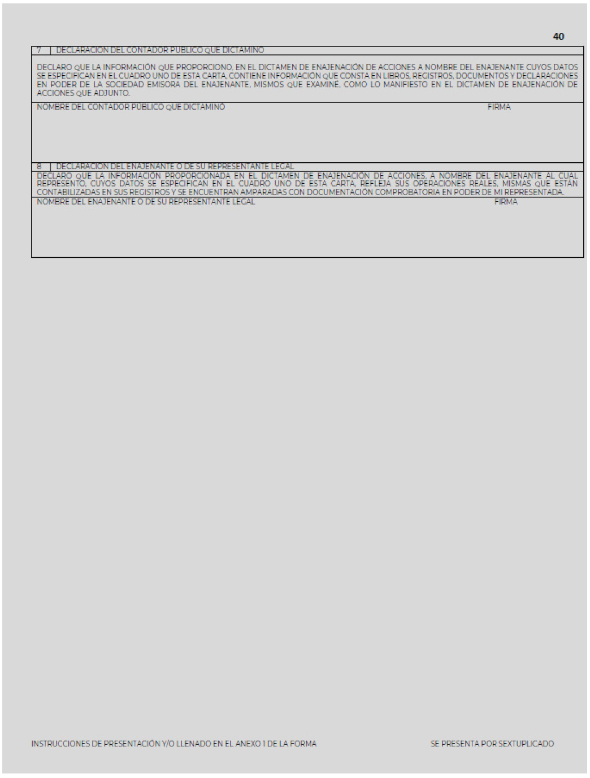 40
7 DECLARACIÓN DEL CONTADOR PÚBLICO QUE DICTAMINÓ
DECLARO QUE LA INFORMACIÓN QUE PROPORCIONO, EN EL DICTAMEN DE ENAJENACIÓN DE ACCIONES A NOMBRE DEL ENAJENANTE CUYOS DATOS
SE ESPECIFICAN EN EL CUADRO UNO DE ESTA CARTA, CONTIENE INFORMACIÓN QUE CONSTA EN LIBROS, REGISTROS, DOCUMENTOS Y DECLARACIONES
EN PODER DE LA SOCIEDAD EMISORA DEL ENAJENANTE, MISMOS QUE EXAMINÉ, COMO LO MANIFIESTO EN EL DICTAMEN DE ENAJENACIÓN DE
ACCIONES QUE ADJUNTO.
NOMBRE DEL CONTADOR PÚBLICO QUE DICTAMINÓ FIRMA
8 DECLARACIÓN DEL ENAJENANTE O DE SU REPRESENTANTE LEGAL
DECLARO QUE LA INFORMACIÓN PROPORCIONADA EN EL DICTAMEN DE ENAJENACIÓN DE ACCIONES, A NOMBRE DEL ENAJENANTE AL CUAL
REPRESENTO, CUYOS DATOS SE ESPECIFICAN EN EL CUADRO UNO DE ESTA CARTA, REFLEJA SUS OPERACIONES REALES, MISMAS QUE ESTÁN
CONTABILIZADAS EN SUS REGISTROS Y SE ENCUENTRAN AMPARADAS CON DOCUMENTACIÓN COMPROBATORIA EN PODER DE MI REPRESENTADA.
NOMBRE DEL ENAJENANTE O DE SU REPRESENTANTE LEGAL FIRMA
INSTRUCCIONES DE PRESENTACIÓN Y/O LLENADO EN EL ANEXO 1 DE LA FORMA SE PRESENTA POR SEXTUPLICADO